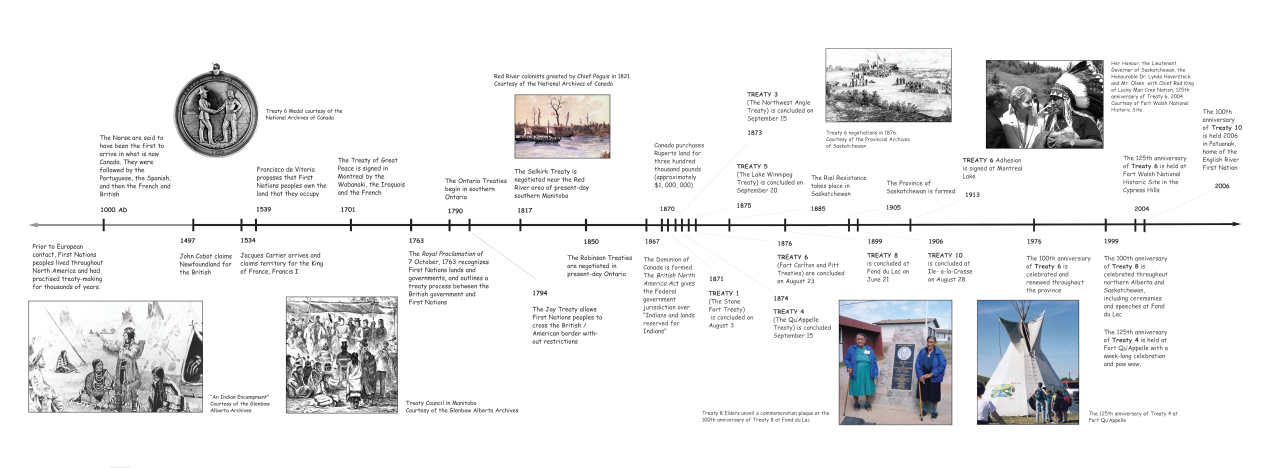 Treaty 6 Medal courtesy of the
National Archives of Canada
The Norse are said to
have been the first to
arrive in what is now
Canada. They were
followed by the
Portuguese, the Spanish,
and then the French and
British
1000 AD
Francisco de Vitoria
proposes that First
Nations peoples own the
land that they occupy
1539
The Treaty of Great
Peace is signed in
Montreal by the
Wabanaki, the Iroquois
and the French
1701
The Ontario Treaties
begin in southern
Ontario
1790
Red River colonists greeted by Chief Peguis in 1821.
Courtesy of the National Archives of Canada
The Selkirk Treaty is
negotiated near the Red
River area of present-day
southern Manitoba
1817
Canada purchases
Ruperts land for
three hundred
thousand pounds
(approximately
$1, 000, 000)
1870
TREATY 3
(The Northwest Angle
Treaty) is concluded on
September 15
1873
TREATY 5
(The Lake Winnipeg
Treaty) is concluded on
September 20
1875
Treaty 6 negotiations in 1876.
Courtesy of the Provincial Archives
of Saskatchewan
The Riel Resistance
takes place in
Saskatchewan
1885
The Province of
Saskatchewan is formed
1905
TREATY 6 Adhesion
is signed at Montreal
Lake
1913
Her Honour, the Lieutenant
Governor of Saskatchewan, the
Honourable Dr. Lynda Haverstock
and Mr. Olsen with Chief Rod King
of Lucky Man Cree Nation, 125th
anniversary of Treaty 6, 2004
Courtesy of Fort Walsh National
Historic Site
The 125th anniversary
of Treaty 6 is held at
Fort Walsh National
Historic Site in the
Cypress Hills
2004
The 100th
anniversary
of Treaty 10
is held 2006
in Patuanak,
home of the
English River
First Nation
2006
Prior to European
contact, First Nations
peoples lived throughout
North America and had
practised treaty-making
for thousands of years.
1497
John Cabot claims
Newfoundland for
the British
1534
Jacques Cartier arrives and
claims territory for the King
of France, Francis I
1763
The Royal Proclamation of
7 October, 1763 recognizes
First Nations lands and
governments, and outlines a
treaty process between the
British government and
First Nations
1794
The Jay Treaty allows
First Nations peoples to
cross the British /
American border with-
out restrictions
1850
The Robinson Treaties
are negotiated in
present-day Ontario
1867
The Dominion of
Canada is formed.
The British North
America Act gives
the Federal
government
jurisdiction over
"Indians and lands
reserved for
Indians"
1871
TREATY 1
(The Stone
Fort Treaty)
is concluded on
August 3
1876
TREATY 6
(Fort Carlton and Pitt
Treaties) are concluded
on August 23
1874
TREATY 4
(The Qu'Appelle
Treaty) is concluded
September 15
1899
TREATY 8
is concluded at
Fond du Lac on
June 21
1906
TREATY 10
is concluded at
Ile- a-la-Crosse
on August 28
1976
The 100th anniversary
of Treaty 6 is
celebrated and
renewed throughout
the province
1999
The 100th anniversary
of Treaty 8 is
celebrated throughout
northern Alberta and
Saskatchewan,
including ceremonies
and speeches at Fond
du Lac
The 125th anniversary
of Treaty 4 is held at
Fort Qu'Appelle with a
week-long celebration
and pow wow.
"An Indian Encampment"
Courtesy of the Glenbow
Alberta Archives
Treaty Council in Manitoba
Courtesy of the Glenbow Alberta Archives
Treaty 8 Elders unveil a commemoration plaque at the
100th anniversary of Treaty 8 at Fond du Lac
The 125th anniversary of Treaty 4 at
Fort Qu'Appelle